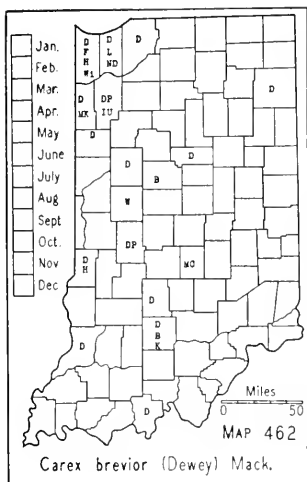 Jan.
Feb.
Mar.
Apr.
May
June
July
Aug
Sept
Oct.
Nov
Dec
D D D
F L
H ND
W1
D DP D
MK IU
D
D D
B
W
DP
D MC
H
D
D
D B
K
D
Miles
0 50
MAP 462
Carex brevior (Dewey) Mack.